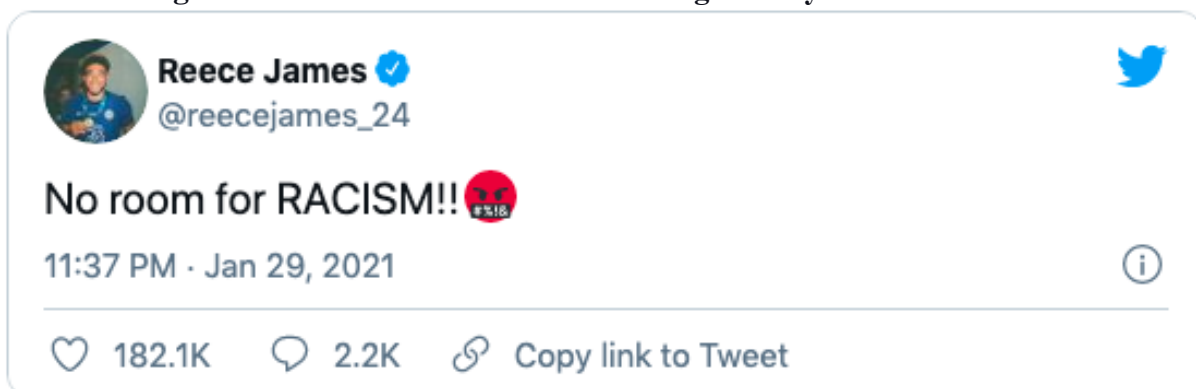 Reece James
@reecejames_24
No room for RACISM!!🤬
11:37 PM · Jan 29, 2021
182.1K 2.2K Copy link to Tweet